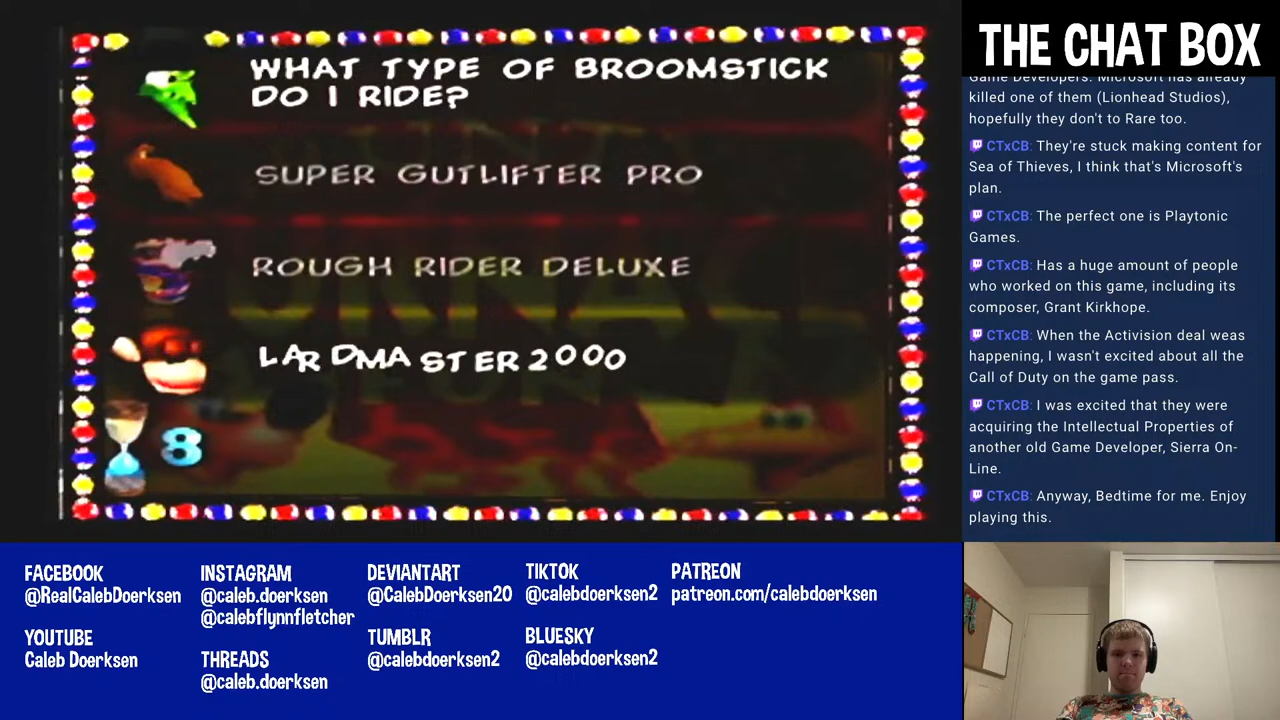 WHAT TYPE OF BROOMSTICK
DO I RIDE?
SUPER GUTLIFTER PRO
ROUGH RIDER DELUXE
LARDMASTER 2000
8
THE CHAT BOX
Game Developers. Microsoft has already
killed one of them (Lionhead Studios),
hopefully they don't to Rare too.
CTxCB: They're stuck making content for
Sea of Thieves, I think that's Microsoft's
plan.
CTxCB: The perfect one is Playtonic
Games.
CTxCB: Has a huge amount of people
who worked on this game, including its
composer, Grant Kirkhope.
CTxCB: When the Activision deal weas
happening, I wasn't excited about all the
Call of Duty on the game pass.
CTxCB: I was excited that they were
acquiring the Intellectual Properties of
another old Game Developer, Sierra On-
Line.
CTxCB: Anyway, Bedtime for me. Enjoy
playing this.
FACEBOOK
@RealCalebDoerksen
YOUTUBE
Caleb Doerksen
INSTAGRAM
@caleb.doerksen
@calebflynnfletcher
THREADS
@caleb.doerksen
DEVIANTART
@CalebDoerksen20
TUMBLR
@calebdoerksen2
TIKTOK
@calebdoerksen2
BLUESKY
@calebdoerksen2
PATREON
patreon.com/calebdoerksen